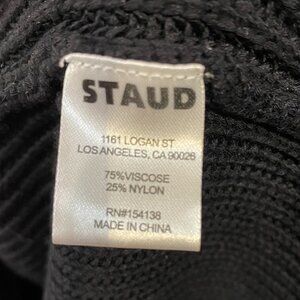 STAUD
1161 LOGAN ST
LOS ANGELES, CA 90026
75%VISCOSE
25% NYLON
RN#154138
MADE IN CHINA